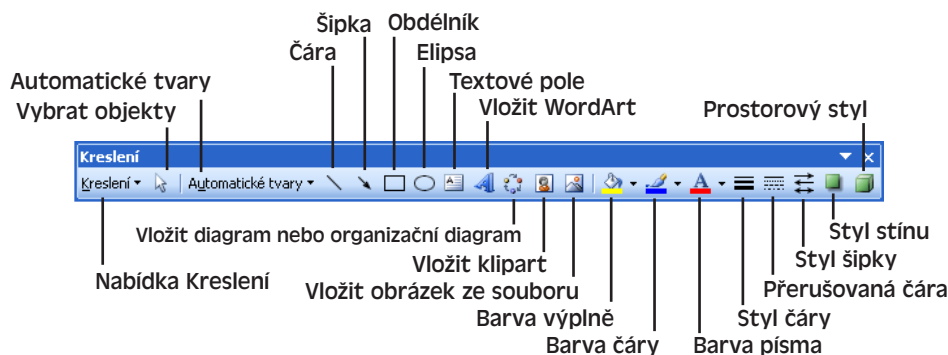 Šipka
Obdélník
Čára
Elipsa
Automatické tvary
Textové pole
Vybrat objekty
Vložit WordArt
Prostorový styl
Kreslení
Kreslení
Automatické tvary
A
A
Vložit diagram nebo organizační diagram
Styl stínu
Nabídka Kreslení
Vložit klipart
Styl šipky
Vložit obrázek ze souboru
Přerušovaná čára
Barva výplně
Styl čáry
Barva čáry
Barva písma